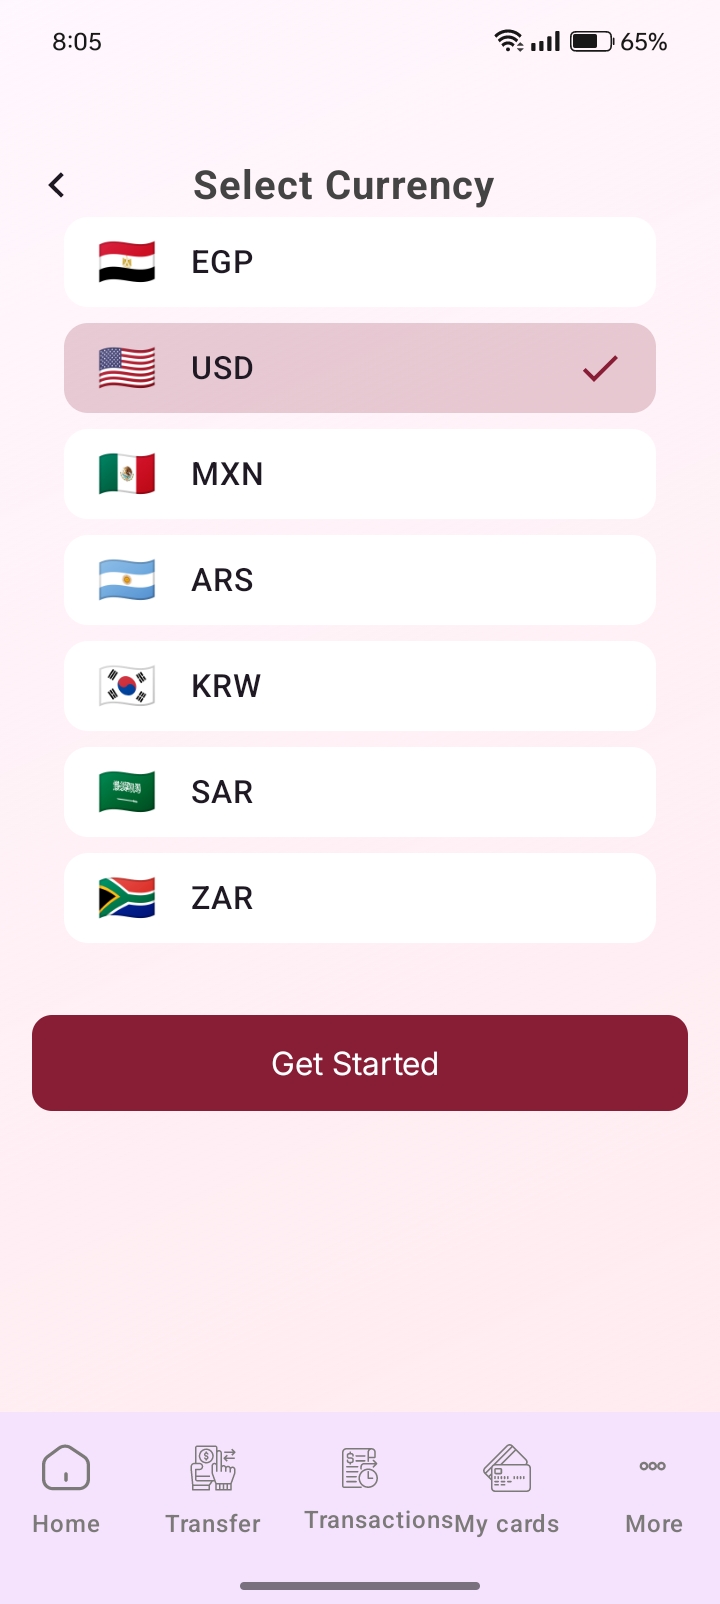 8:05 65%
Select Currency
EGP
USD
MXN
ARS
KRW
SAR
ZAR
Get Started
Home Transfer Transactions My cards More